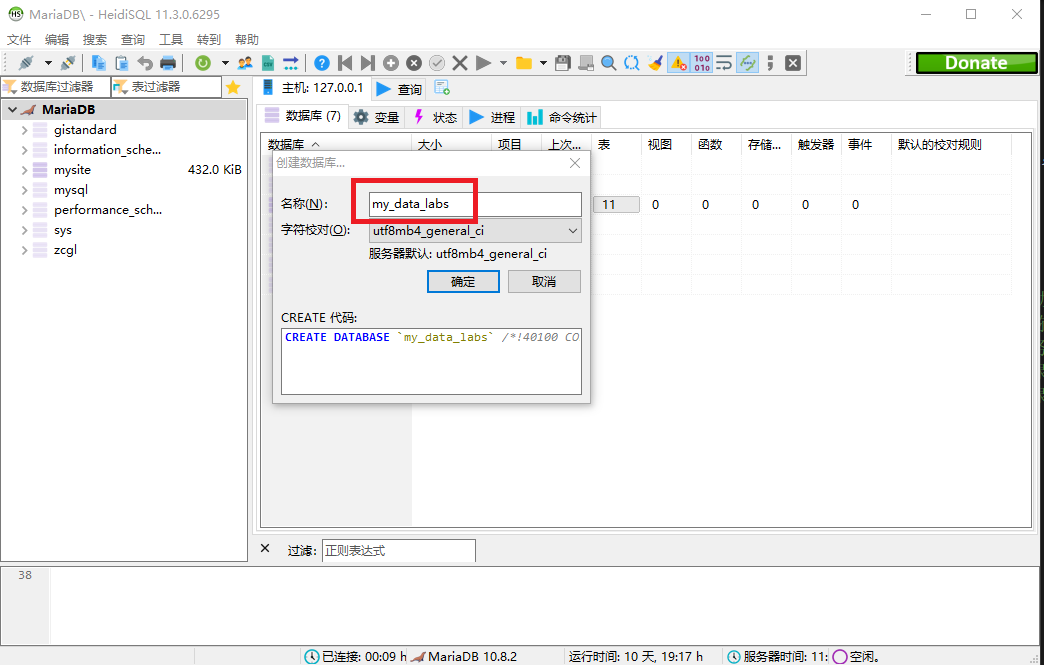 MariaDB\ - HeidiSQL 11.3.0.6295
文件 编辑 搜索 查询 工具 转到 帮助
Donate
数据库过滤器 表过滤器 主机: 127.0.0.1 查询
MariaDB
gistandard
information_sche...
mysite 432.0 KiB
mysql
performance_sch...
sys
zcgl
数据库 (7) 变量 状态 进程 命令统计
数据库 大小 项目 上次... 表 视图 函数 存储... 触发器 事件 默认的校对规则
11 0 0 0 0 0
创建数据库...
名称(N): my_data_labs
字符校对(O): utf8mb4_general_ci
服务器默认: utf8mb4_general_ci
确定 取消
CREATE 代码:
CREATE DATABASE `my_data_labs` /*!40100 CO
过滤: 正则表达式
38
已连接: 00:09 h MariaDB 10.8.2 运行时间: 10 天, 19:17 h 服务器时间: 11: 空闲。